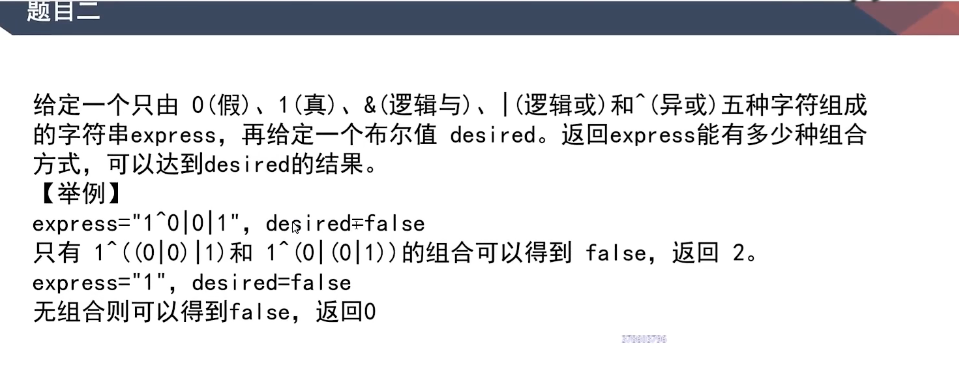 题目二
给定一个只由 0(假)、1(真)、&(逻辑与)、|(逻辑或)和^(异或)五种字符组成
的字符串express，再给定一个布尔值 desired。返回express能有多少种组合
方式，可以达到desired的结果。
【举例】
express="1^0|0|1"，desired=false
只有 1^((0|0)|1)和 1^(0|(0|1))的组合可以得到 false，返回 2。
express="1"，desired=false
无组合则可以得到false，返回0